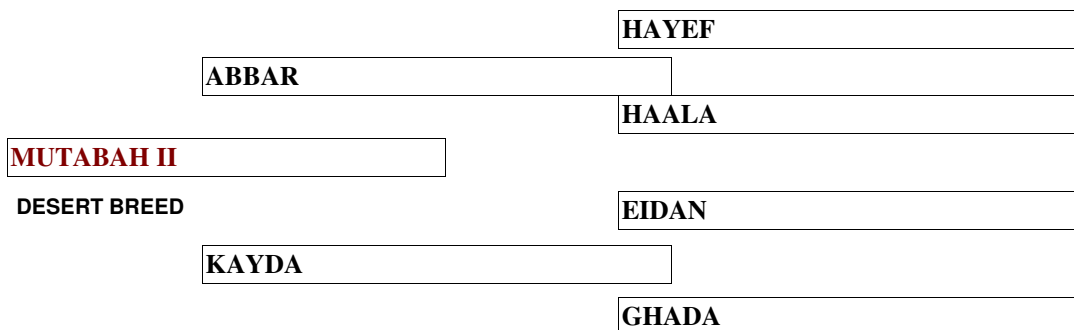 HAYEF
ABBAR
HAALA
MUTABAH II
DESERT BREED
EIDAN
KAYDA
GHADA